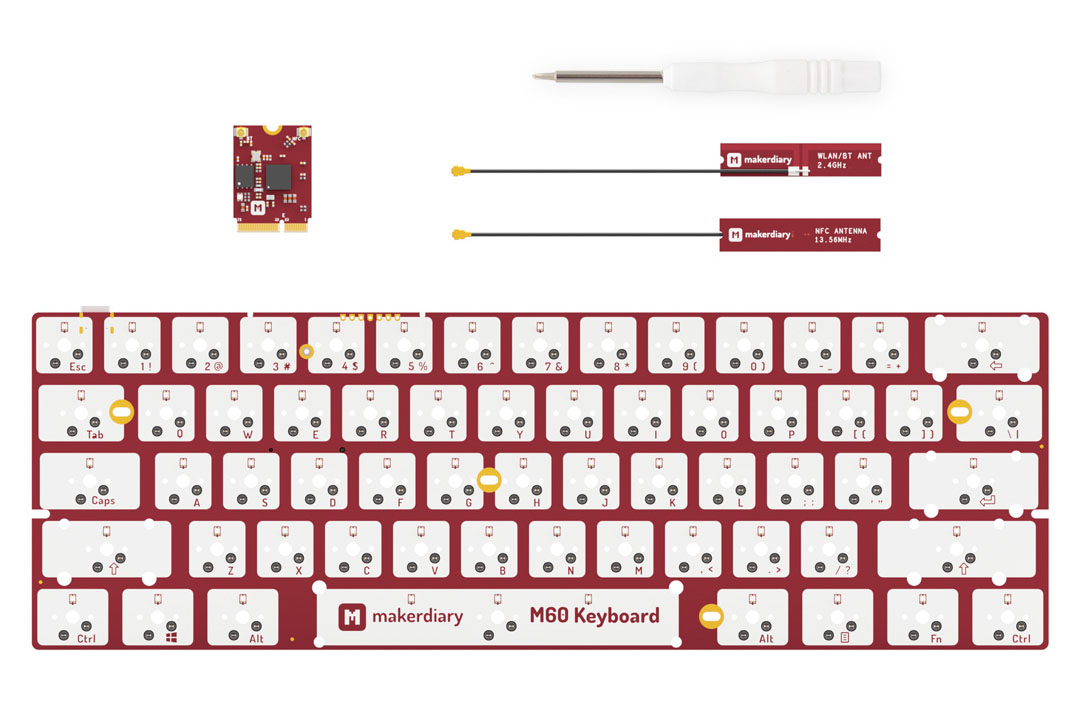 M
makerdiary
WLAN/BT ANT
2.4GHz
M
M
makerdiary
NFC ANTENNA
13.56MHz
Esc 1! 2@ 3# 4$ 5% 6^ 7& 8* 9( 0) -_ =+ ⇦
Tab Q W E R T Y U I O P [{ ]} \|
Caps A S D F G H J K L ;: '"
⇧ Z X C V B N M ,< .> /? ⇧
Ctrl Alt M makerdiary M60 Keyboard Alt Fn Ctrl